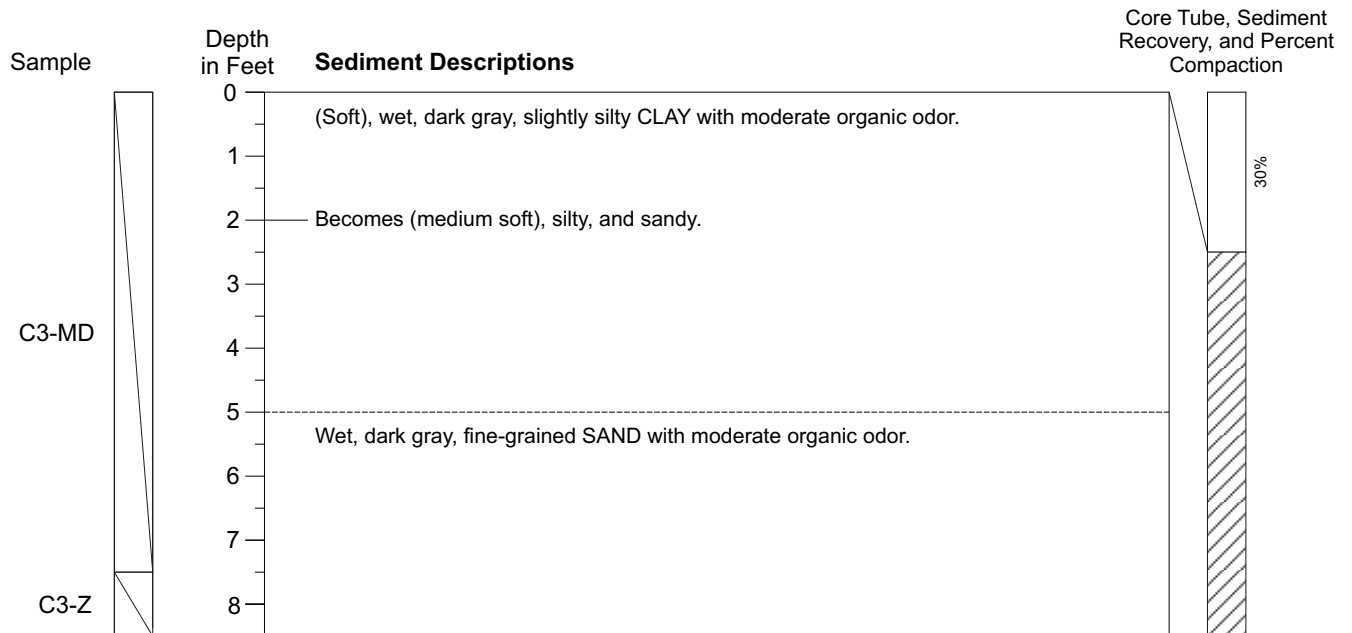 Sample
Depth
in Feet
Sediment Descriptions
Core Tube, Sediment
Recovery, and Percent
Compaction
0
(Soft), wet, dark gray, slightly silty CLAY with moderate organic odor.
1
30%
2
Becomes (medium soft), silty, and sandy.
3
C3-MD
4
5
Wet, dark gray, fine-grained SAND with moderate organic odor.
6
7
C3-Z
8